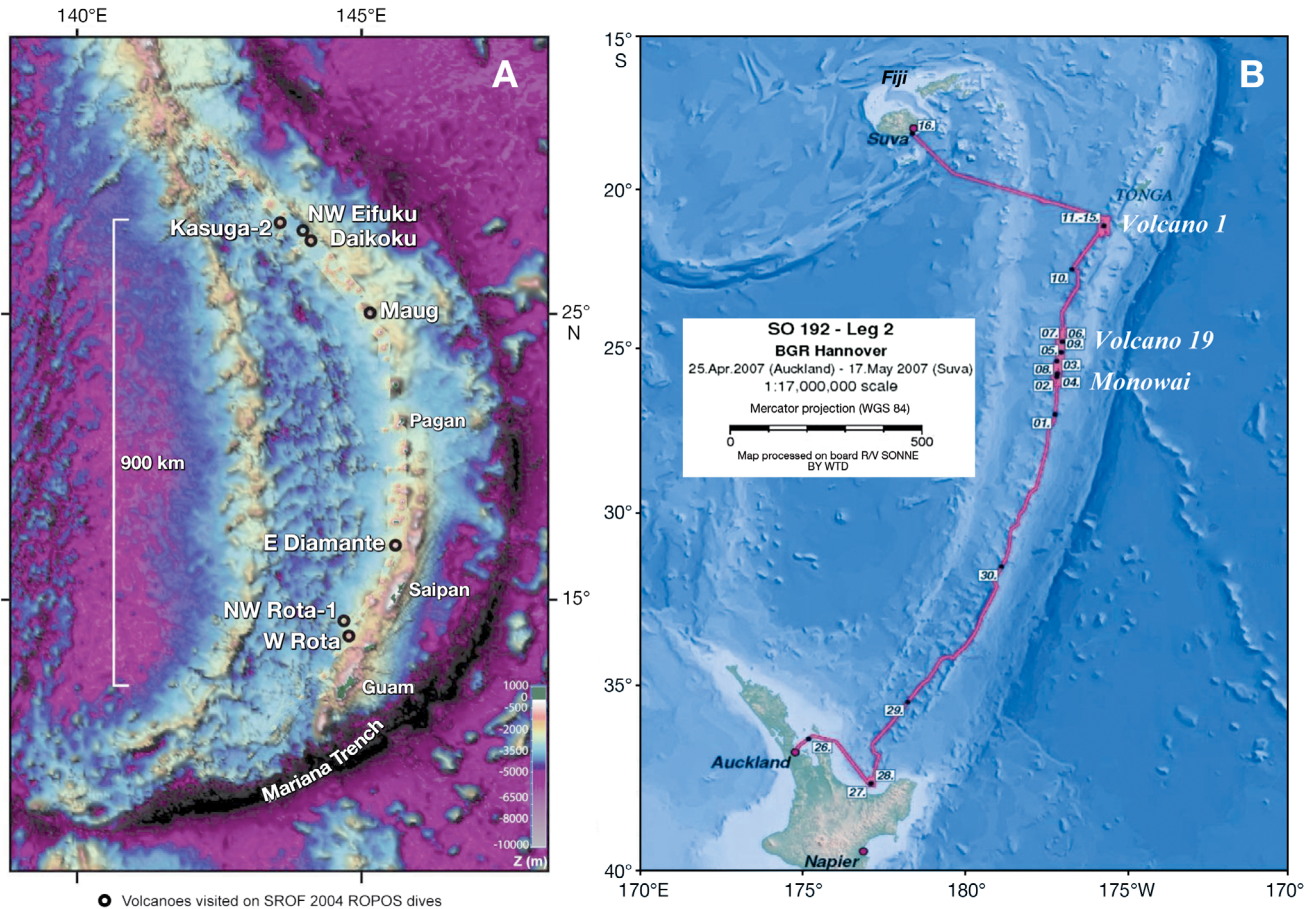 140°E
145°E
A
Kasuga-2
NW Eifuku
Daikoku
25°
N
Maug
Pagan
900 km
E Diamante
Saipan
15°
NW Rota-1
W Rota
Guam
Mariana Trench
1000
0
-500
-2000
-3500
-5000
-6500
-8000
-10000
Z (m)
Volcanoes visited on SROF 2004 ROPOS dives
15°
S
B
Fiji
16.
Suva
20°
TONGA
11.-15.
Volcano 1
10.
SO 192 - Leg 2
BGR Hannover
25.Apr.2007 (Auckland) - 17.May 2007 (Suva)
1:17,000,000 scale
Mercator projection (WGS 84)
0 500
Map processed on board R/V SONNE
BY WTD
25°
07. 06.
09.
Volcano 19
05.
03.
08.
04.
Monowai
02.
01.
30°
30.
35°
29.
26.
Auckland
28.
27.
Napier
40°
170°E
175°
180°
175°W
170°